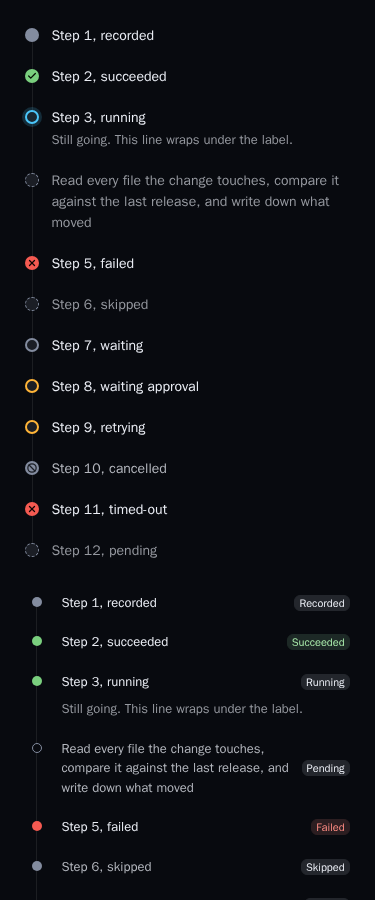 Step 1, recorded
Step 2, succeeded
Step 3, running
Still going. This line wraps under the label.
Read every file the change touches, compare it
against the last release, and write down what
moved
Step 5, failed
Step 6, skipped
Step 7, waiting
Step 8, waiting approval
Step 9, retrying
Step 10, cancelled
Step 11, timed-out
Step 12, pending
Step 1, recorded Recorded
Step 2, succeeded Succeeded
Step 3, running Running
Still going. This line wraps under the label.
Read every file the change touches,
compare it against the last release, and Pending
write down what moved
Step 5, failed Failed
Step 6, skipped Skipped